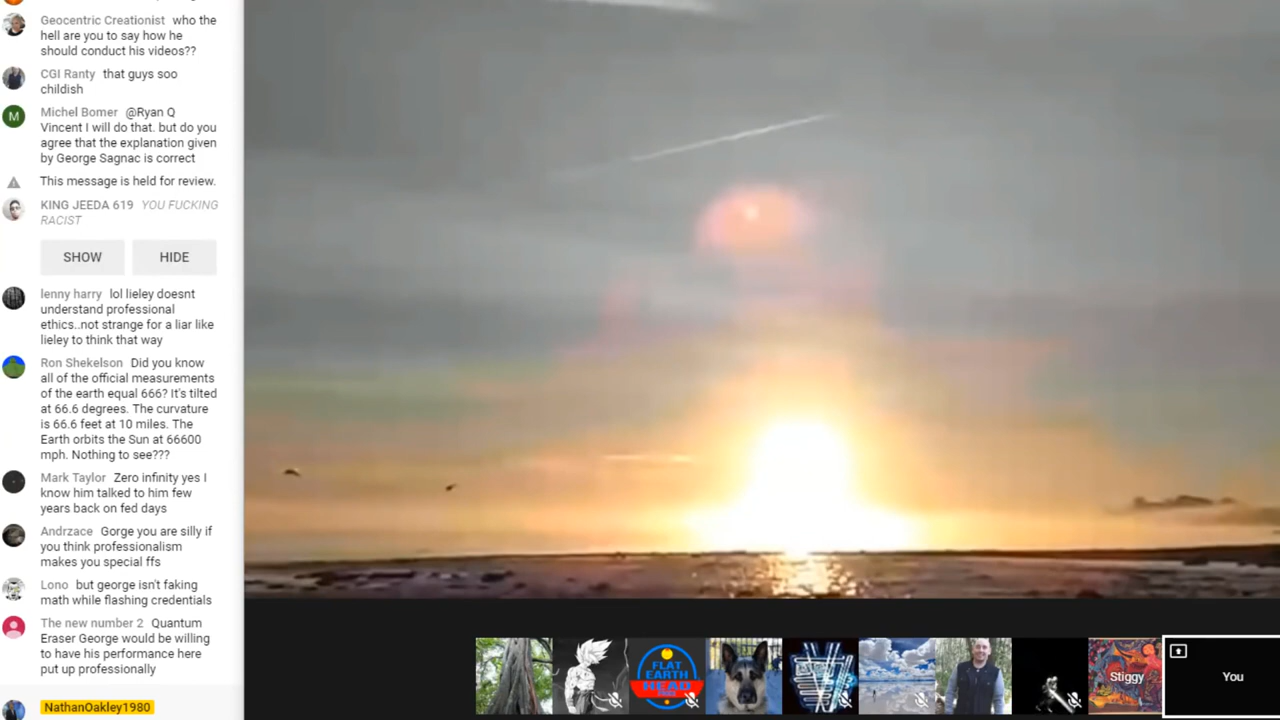 Geocentric Creationist who the
hell are you to say how he
should conduct his videos??
CGI Ranty that guys soo
childish
M
Michel Bomer @Ryan Q
Vincent I will do that. but do you
agree that the explanation given
by George Sagnac is correct
This message is held for review.
KING JEEDA 619 YOU FUCKING
RACIST
SHOW
HIDE
lenny harry lol lieley doesnt
understand professional
ethics..not strange for a liar like
lieley to think that way
Ron Shekelson Did you know
all of the official measurements
of the earth equal 666? It's tilted
at 66.6 degrees. The curvature
is 66.6 feet at 10 miles. The
Earth orbits the Sun at 66600
mph. Nothing to see???
Mark Taylor Zero infinity yes I
know him talked to him few
years back on fed days
Andrzace Gorge you are silly if
you think professionalism
makes you special ffs
Lono but george isn't faking
math while flashing credentials
The new number 2 Quantum
Eraser George would be willing
to have his performance here
put up professionally
NathanOakley1980
FLAT
EARTH
HEAD
Stiggy
You